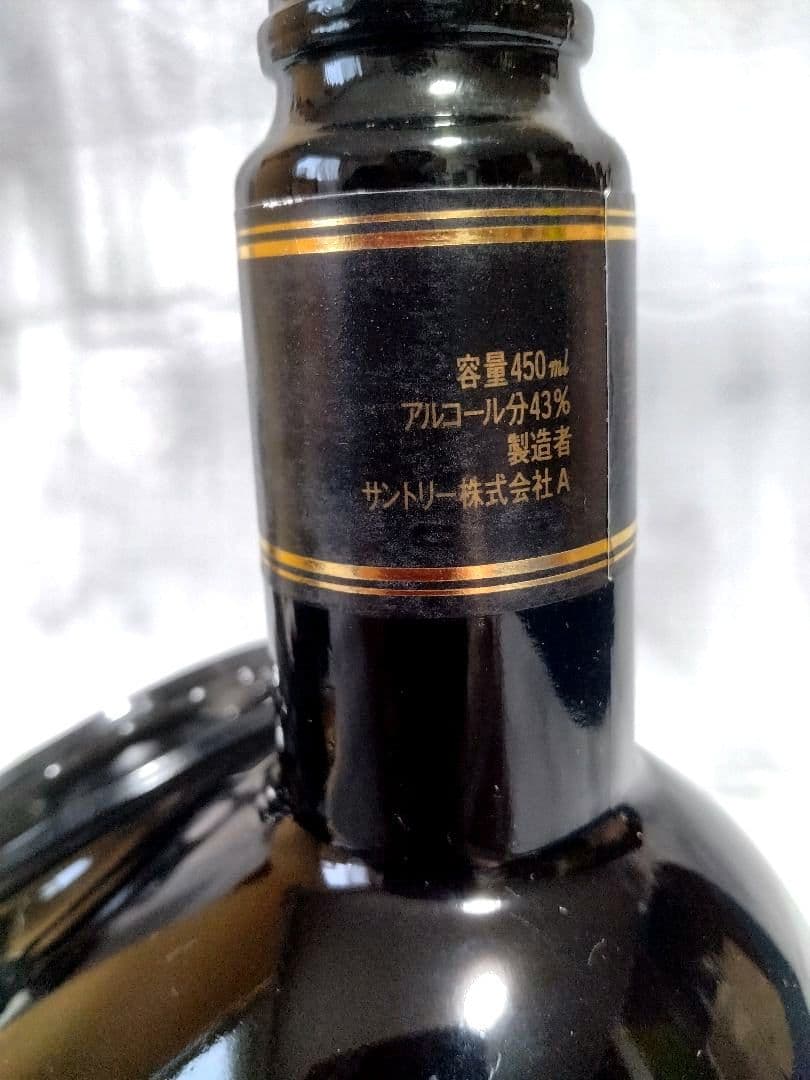 容量450ml
アルコール分43%
製造者
サントリー株式会社A